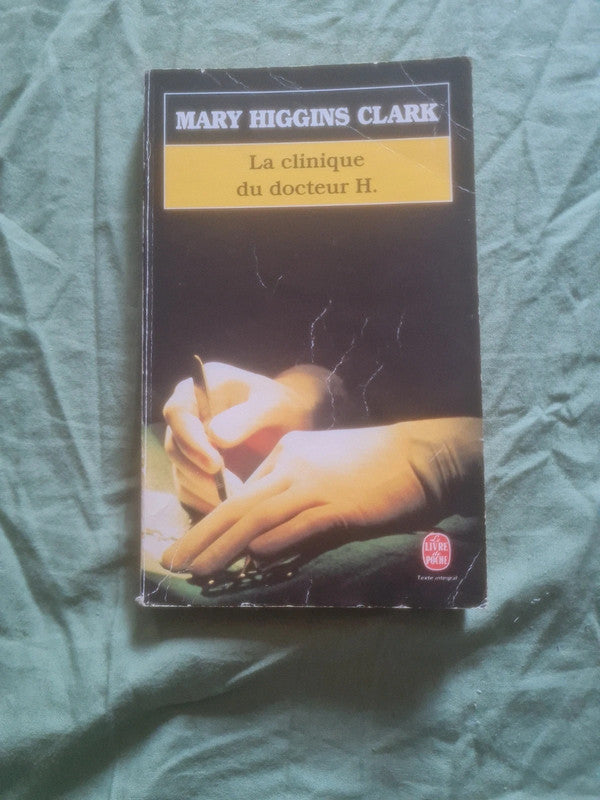 MARY HIGGINS CLARK
La clinique
du docteur H.
Le
LIVRE
de
POCHE
Texte intégral